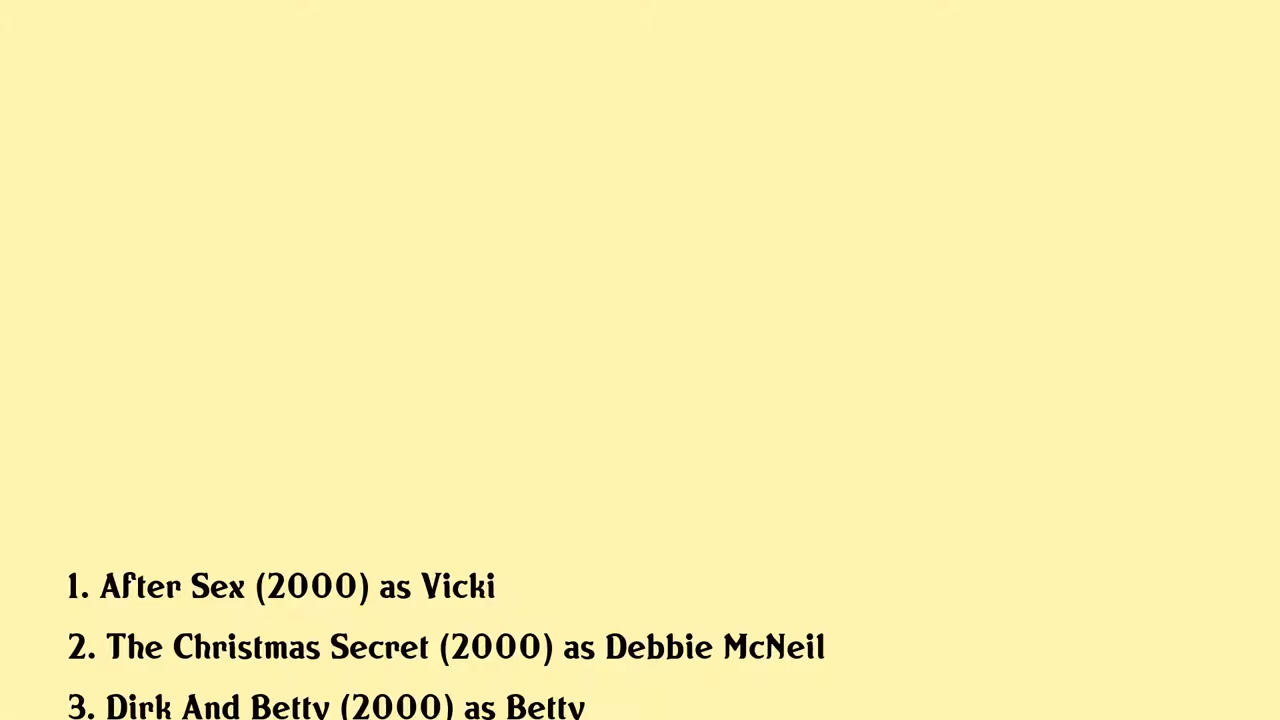 1. After Sex (2000) as Vicki
2. The Christmas Secret (2000) as Debbie McNeil
3. Dirk And Betty (2000) as Betty